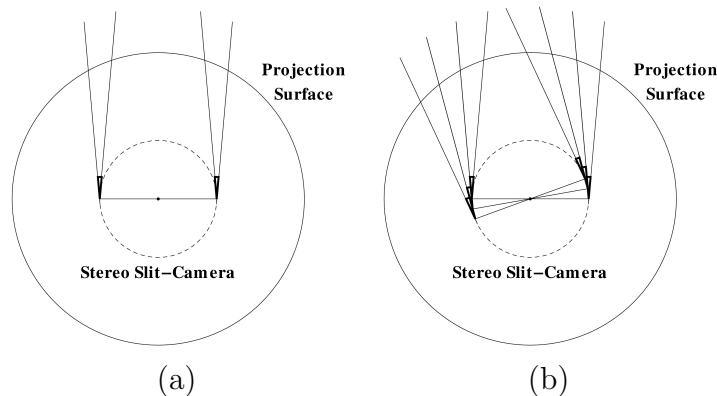 Projection
Surface
Stereo Slit−Camera
(a)
Projection
Surface
Stereo Slit−Camera
(b)